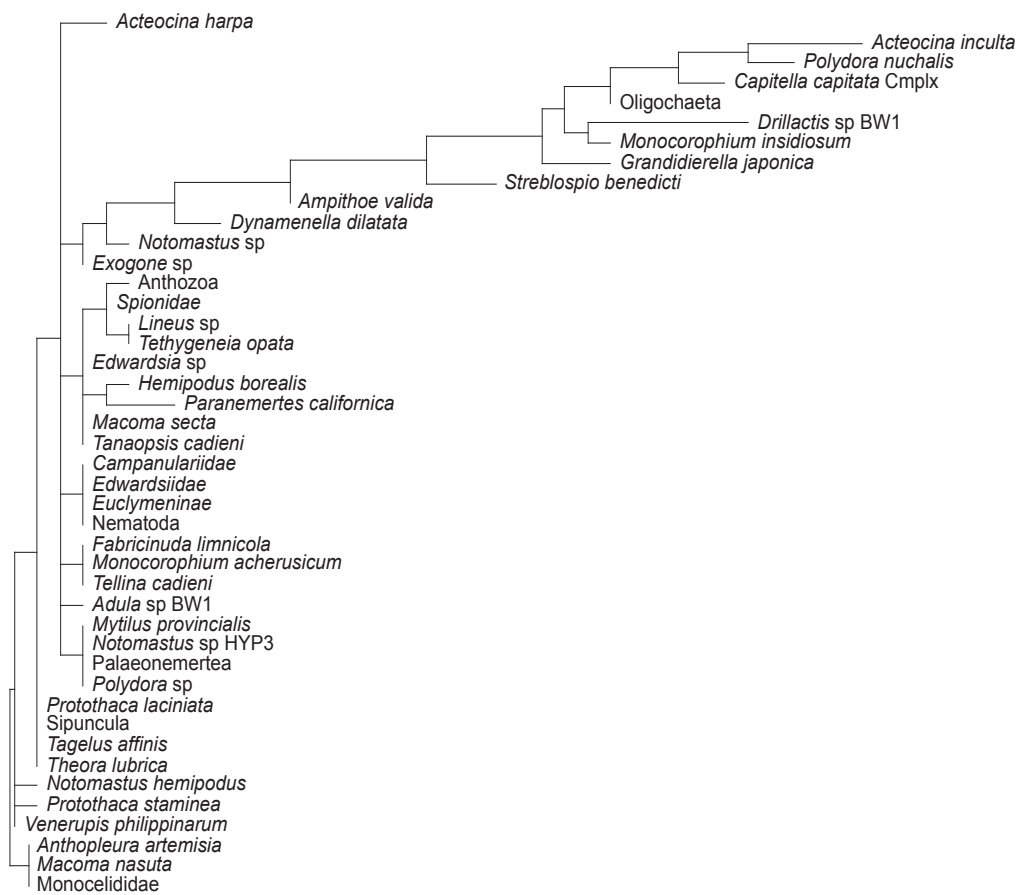 Acteocina harpa
Acteocina inculta
Polydora nuchalis
Capitella capitata Cmplx
Oligochaeta
Drillactis sp BW1
Monocorophium insidiosum
Grandidierella japonica
Streblospio benedicti
Ampithoe valida
Dynamenella dilatata
Notomastus sp
Exogone sp
Anthozoa
Spionidae
Lineus sp
Tethygeneia opata
Edwardsia sp
Hemipodus borealis
Paranemertes californica
Macoma secta
Tanaopsis cadieni
Campanulariidae
Edwardsiidae
Euclymeninae
Nematoda
Fabricinuda limnicola
Monocorophium acherusicum
Tellina cadieni
Adula sp BW1
Mytilus provincialis
Notomastus sp HYP3
Palaeonemertea
Polydora sp
Protothaca laciniata
Sipuncula
Tagelus affinis
Theora lubrica
Notomastus hemipodus
Protothaca staminea
Venerupis philippinarum
Anthopleura artemisia
Macoma nasuta
Monocelididae